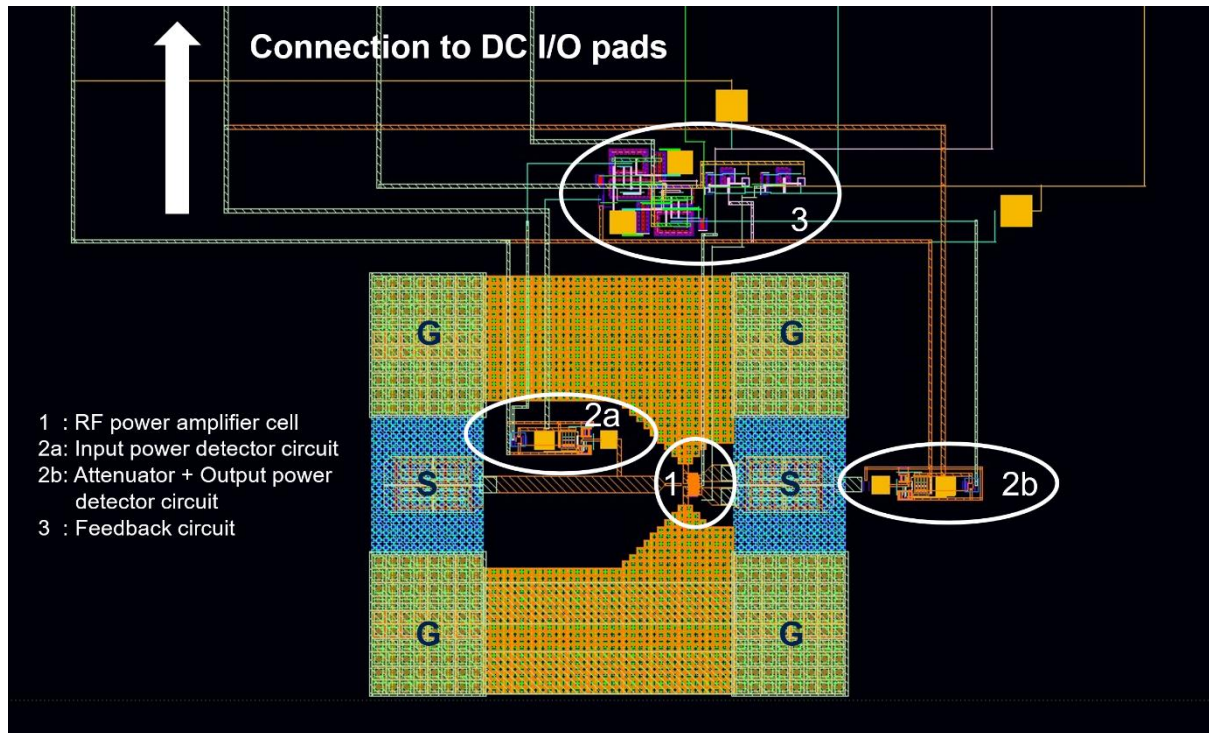 Connection to DC I/O pads
3
G
G
2a
1 : RF power amplifier cell
2a: Input power detector circuit
2b: Attenuator + Output power
detector circuit
3 : Feedback circuit
S
1
S
2b
G
G